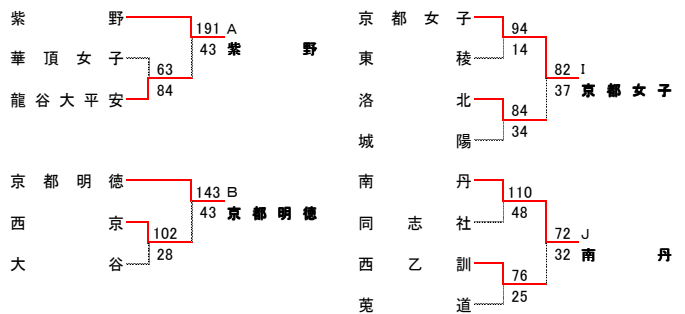 紫野
191 A
43 紫野
華頂女子
63
84
龍谷大平安
京都明徳
143 B
43 京都明徳
西京
102
28
大谷
京都女子
94
14
東稜
82 I
37 京都女子
洛北
84
34
城陽
南丹
110
48
同志社
72 J
32 南丹
西乙訓
76
25
莵道